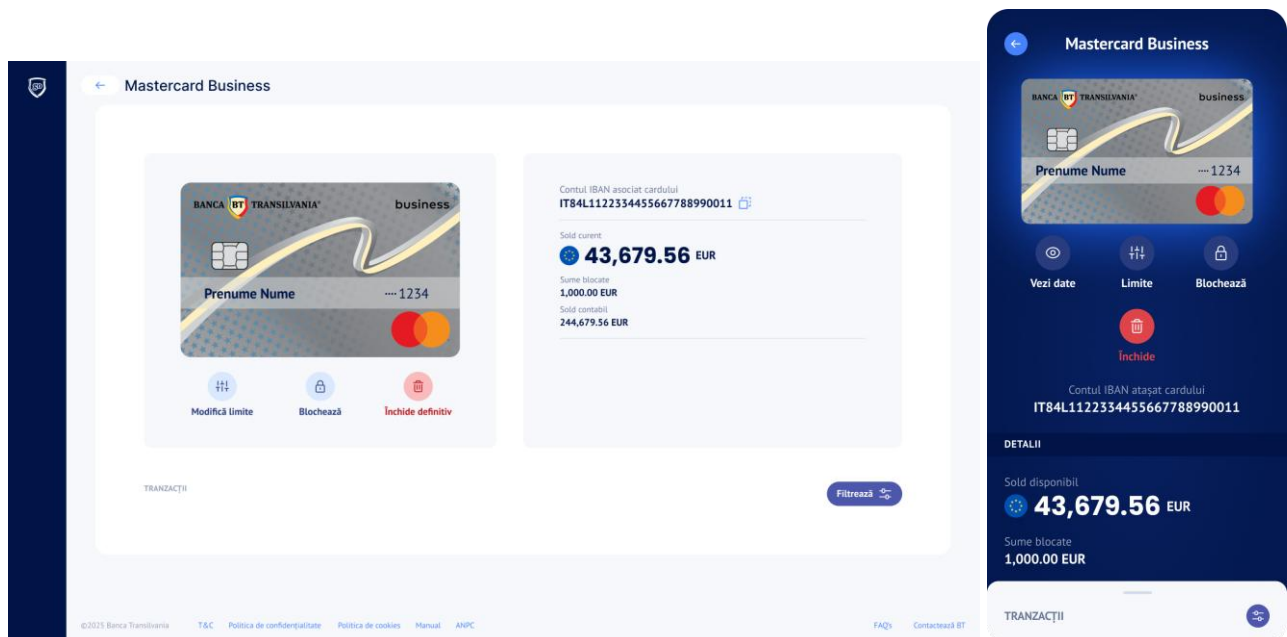 Mastercard Business
BANCA BT TRANSILVANIA®
business
Prenume Nume
····1234
Modifică limite
Blochează
Închide definitiv
Contul IBAN asociat cardului
IT84L1122334455667788990011
Sold curent
43,679.56 EUR
Sume blocate
1,000.00 EUR
Sold contabil
244,679.56 EUR
TRANZACȚII
Filtrează
©2025 Banca Transilvania T&C Politica de confidențialitate Politica de cookies Manual ANPC FAQ's Contactează BT
Mastercard Business
BANCA BT TRANSILVANIA®
business
Prenume Nume
····1234
Vezi date
Limite
Blochează
Închide
Contul IBAN atașat cardului
IT84L1122334455667788990011
DETALII
Sold disponibil
43,679.56 EUR
Sume blocate
1,000.00 EUR
TRANZACȚII